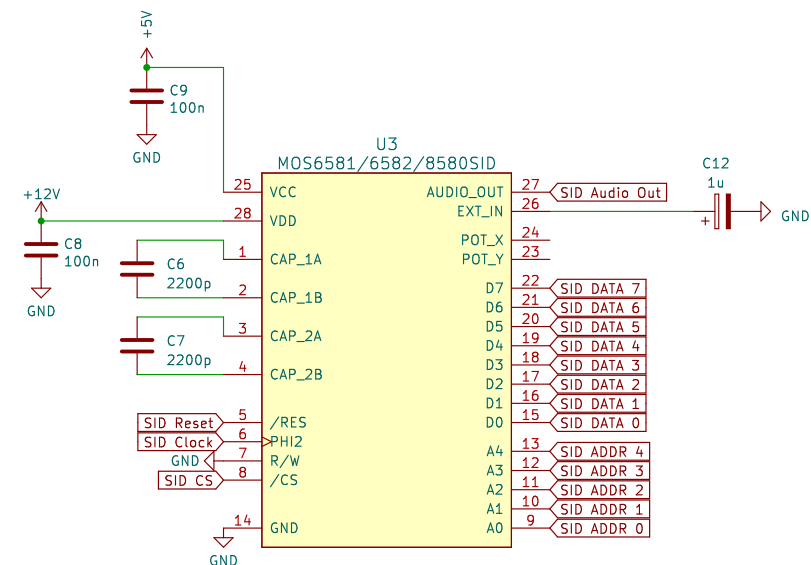 +5V
C9
100n
GND
U3
MOS6581/6582/8580SID
+12V
C8
100n
GND
25 VCC
28 VDD
1 CAP_1A
C6
2200p
2 CAP_1B
3 CAP_2A
C7
2200p
4 CAP_2B
SID Reset 5 /RES
SID Clock 6 PHI2
GND 7 R/W
SID CS 8 /CS
14 GND
GND
AUDIO_OUT 27 SID Audio Out
EXT_IN 26
C12
1u
+
GND
POT_X 24
POT_Y 23
D7 22 SID DATA 7
D6 21 SID DATA 6
D5 20 SID DATA 5
D4 19 SID DATA 4
D3 18 SID DATA 3
D2 17 SID DATA 2
D1 16 SID DATA 1
D0 15 SID DATA 0
A4 13 SID ADDR 4
A3 12 SID ADDR 3
A2 11 SID ADDR 2
A1 10 SID ADDR 1
A0 9 SID ADDR 0